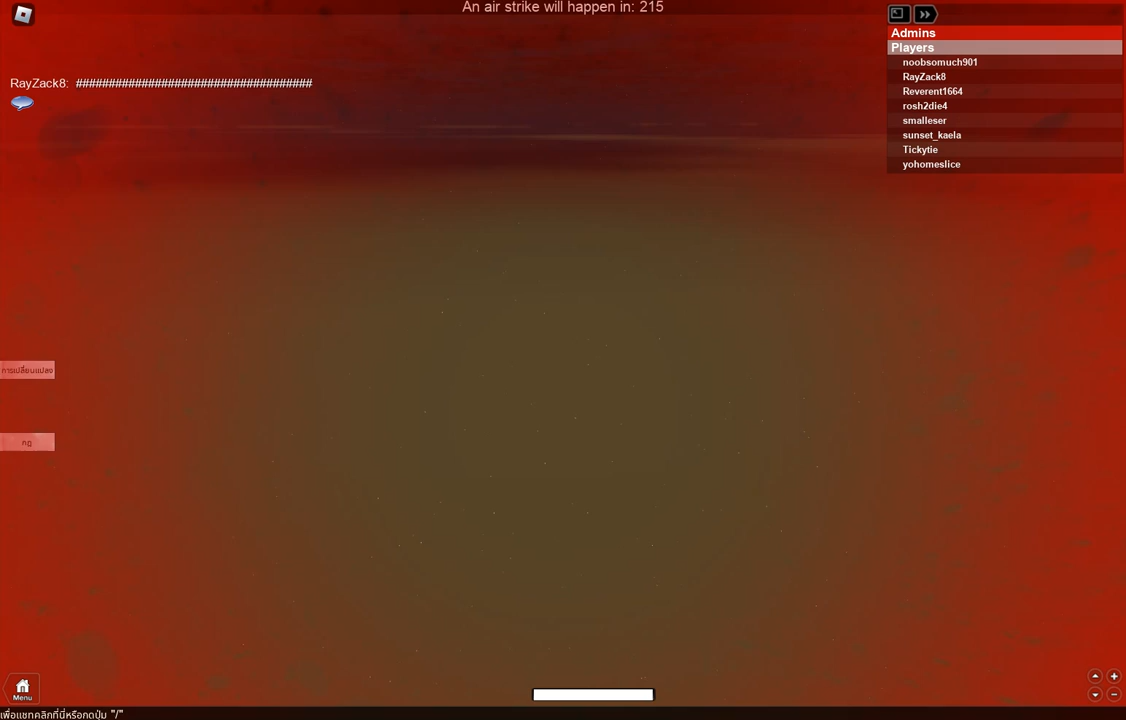 An air strike will happen in: 215
RayZack8: ####################################
Admins
Players
noobsomuch901
RayZack8
Reverent1664
rosh2die4
smalleser
sunset_kaela
Tickytie
yohomeslice
การเปลี่ยนแปลง
กฎ
Menu
เพื่อแชทคลิกที่นี่หรือกดปุ่ม "/"